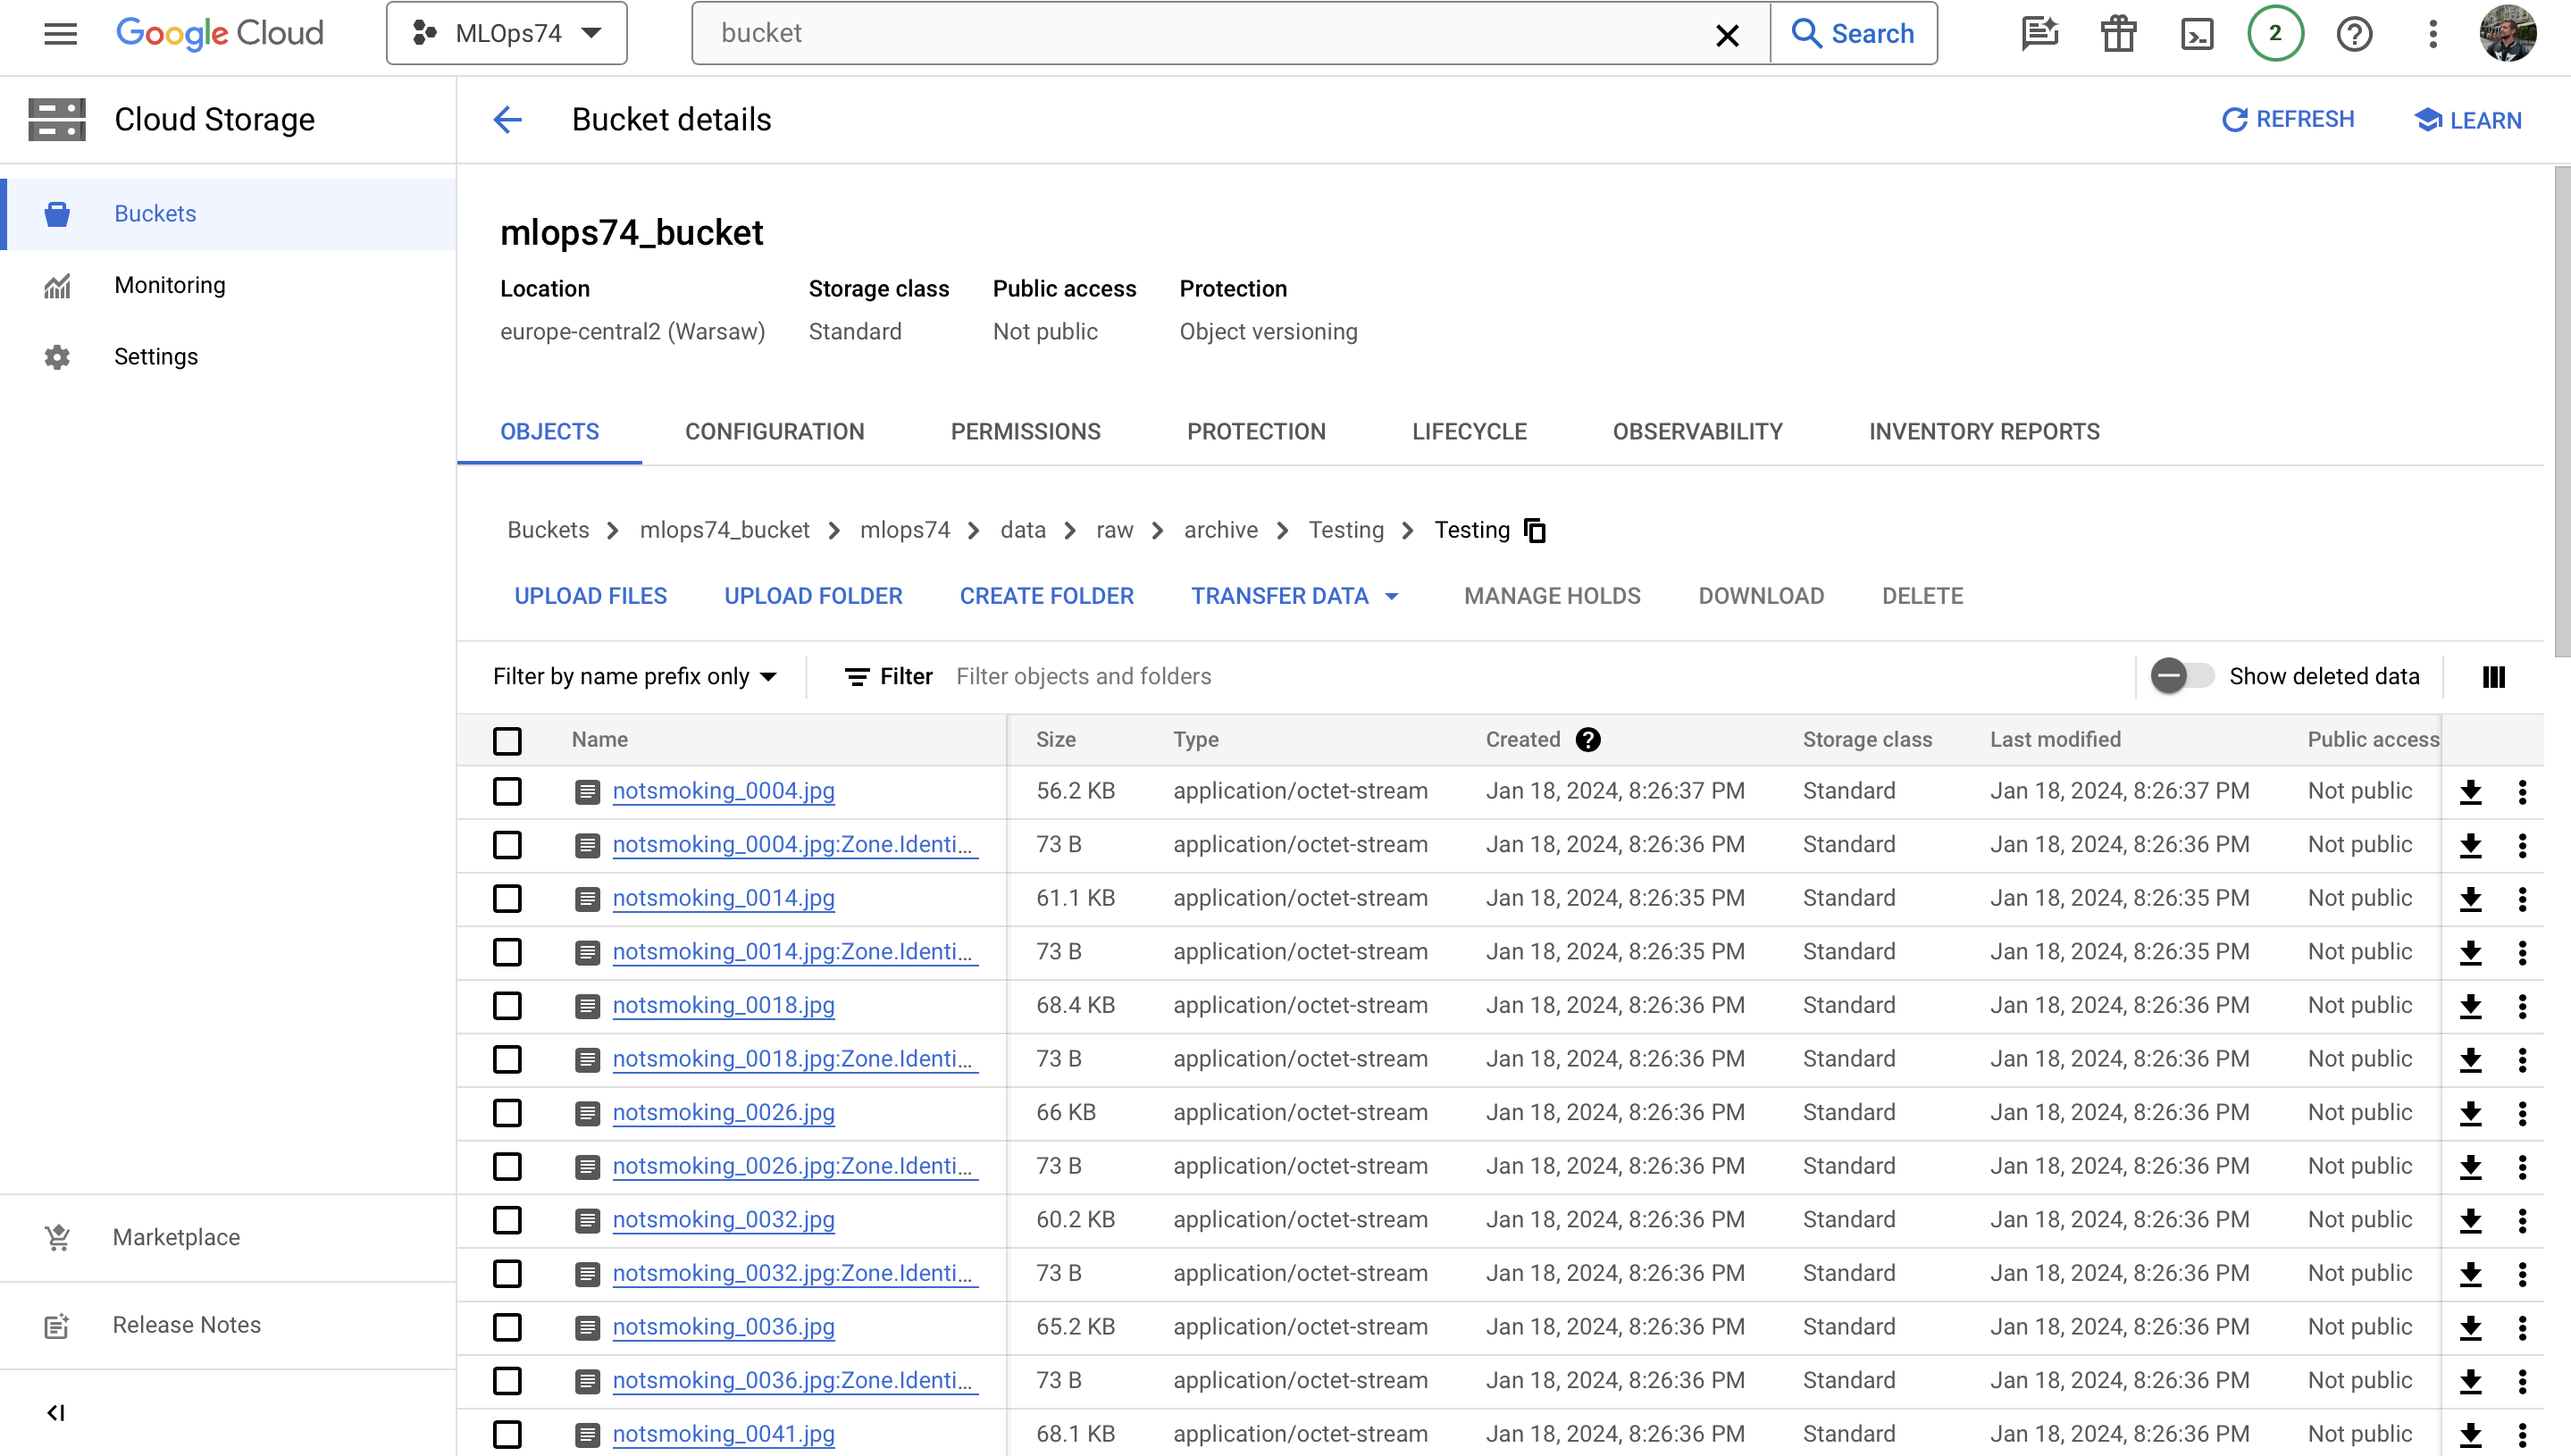 Google Cloud
MLOps74
bucket
Search
2
Cloud Storage
Bucket details
REFRESH
LEARN
Buckets
Monitoring
Settings
Marketplace
Release Notes
mlops74_bucket
Location Storage class Public access Protection
europe-central2 (Warsaw) Standard Not public Object versioning
OBJECTS CONFIGURATION PERMISSIONS PROTECTION LIFECYCLE OBSERVABILITY INVENTORY REPORTS
Buckets mlops74_bucket mlops74 data raw archive Testing Testing
UPLOAD FILES UPLOAD FOLDER CREATE FOLDER TRANSFER DATA MANAGE HOLDS DOWNLOAD DELETE
Filter by name prefix only Filter Filter objects and folders Show deleted data
Name Size Type Created Storage class Last modified Public access
notsmoking_0004.jpg 56.2 KB application/octet-stream Jan 18, 2024, 8:26:37 PM Standard Jan 18, 2024, 8:26:37 PM Not public
notsmoking_0004.jpg:Zone.Identi... 73 B application/octet-stream Jan 18, 2024, 8:26:36 PM Standard Jan 18, 2024, 8:26:36 PM Not public
notsmoking_0014.jpg 61.1 KB application/octet-stream Jan 18, 2024, 8:26:35 PM Standard Jan 18, 2024, 8:26:35 PM Not public
notsmoking_0014.jpg:Zone.Identi... 73 B application/octet-stream Jan 18, 2024, 8:26:35 PM Standard Jan 18, 2024, 8:26:35 PM Not public
notsmoking_0018.jpg 68.4 KB application/octet-stream Jan 18, 2024, 8:26:36 PM Standard Jan 18, 2024, 8:26:36 PM Not public
notsmoking_0018.jpg:Zone.Identi... 73 B application/octet-stream Jan 18, 2024, 8:26:36 PM Standard Jan 18, 2024, 8:26:36 PM Not public
notsmoking_0026.jpg 66 KB application/octet-stream Jan 18, 2024, 8:26:36 PM Standard Jan 18, 2024, 8:26:36 PM Not public
notsmoking_0026.jpg:Zone.Identi... 73 B application/octet-stream Jan 18, 2024, 8:26:36 PM Standard Jan 18, 2024, 8:26:36 PM Not public
notsmoking_0032.jpg 60.2 KB application/octet-stream Jan 18, 2024, 8:26:36 PM Standard Jan 18, 2024, 8:26:36 PM Not public
notsmoking_0032.jpg:Zone.Identi... 73 B application/octet-stream Jan 18, 2024, 8:26:36 PM Standard Jan 18, 2024, 8:26:36 PM Not public
notsmoking_0036.jpg 65.2 KB application/octet-stream Jan 18, 2024, 8:26:36 PM Standard Jan 18, 2024, 8:26:36 PM Not public
notsmoking_0036.jpg:Zone.Identi... 73 B application/octet-stream Jan 18, 2024, 8:26:36 PM Standard Jan 18, 2024, 8:26:36 PM Not public
notsmoking_0041.jpg 68.1 KB application/octet-stream Jan 18, 2024, 8:26:36 PM Standard Jan 18, 2024, 8:26:36 PM Not public